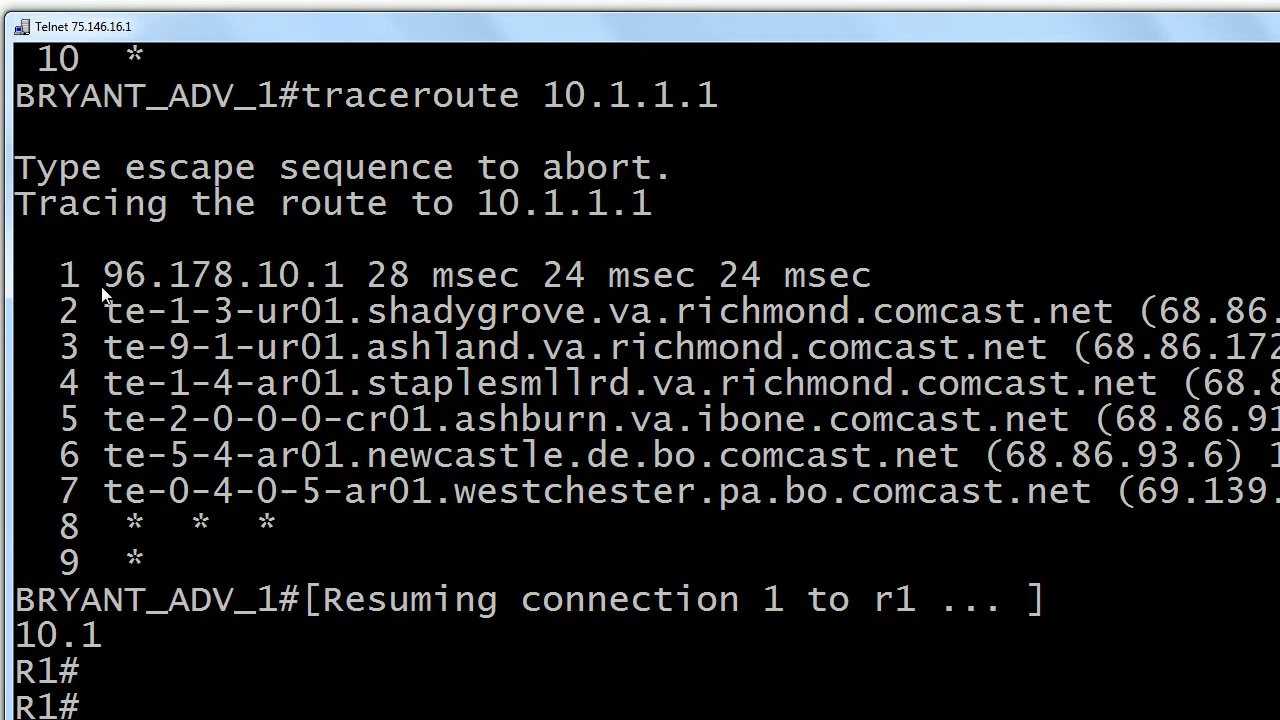 Telnet 75.146.16.1
10 *
BRYANT_ADV_1#traceroute 10.1.1.1
Type escape sequence to abort.
Tracing the route to 10.1.1.1
1 96.178.10.1 28 msec 24 msec 24 msec
2 te-1-3-ur01.shadygrove.va.richmond.comcast.net (68.86.
3 te-9-1-ur01.ashland.va.richmond.comcast.net (68.86.172
4 te-1-4-ar01.staplesmllrd.va.richmond.comcast.net (68.8
5 te-2-0-0-0-cr01.ashburn.va.ibone.comcast.net (68.86.91
6 te-5-4-ar01.newcastle.de.bo.comcast.net (68.86.93.6) 1
7 te-0-4-0-5-ar01.westchester.pa.bo.comcast.net (69.139.
8 * * *
9 *
BRYANT_ADV_1#[Resuming connection 1 to r1 ... ]
10.1
R1#
R1#